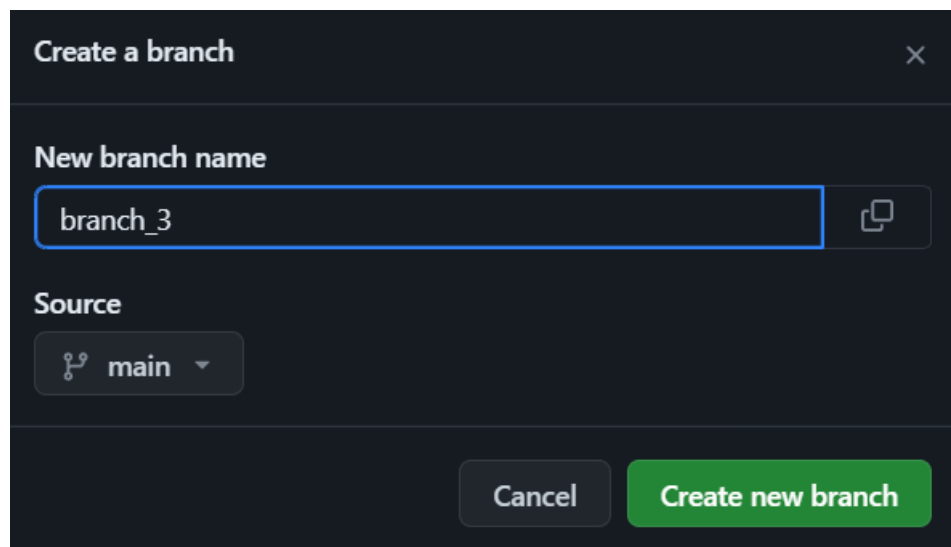 Create a branch
New branch name
branch_3
Source
main
Cancel
Create new branch